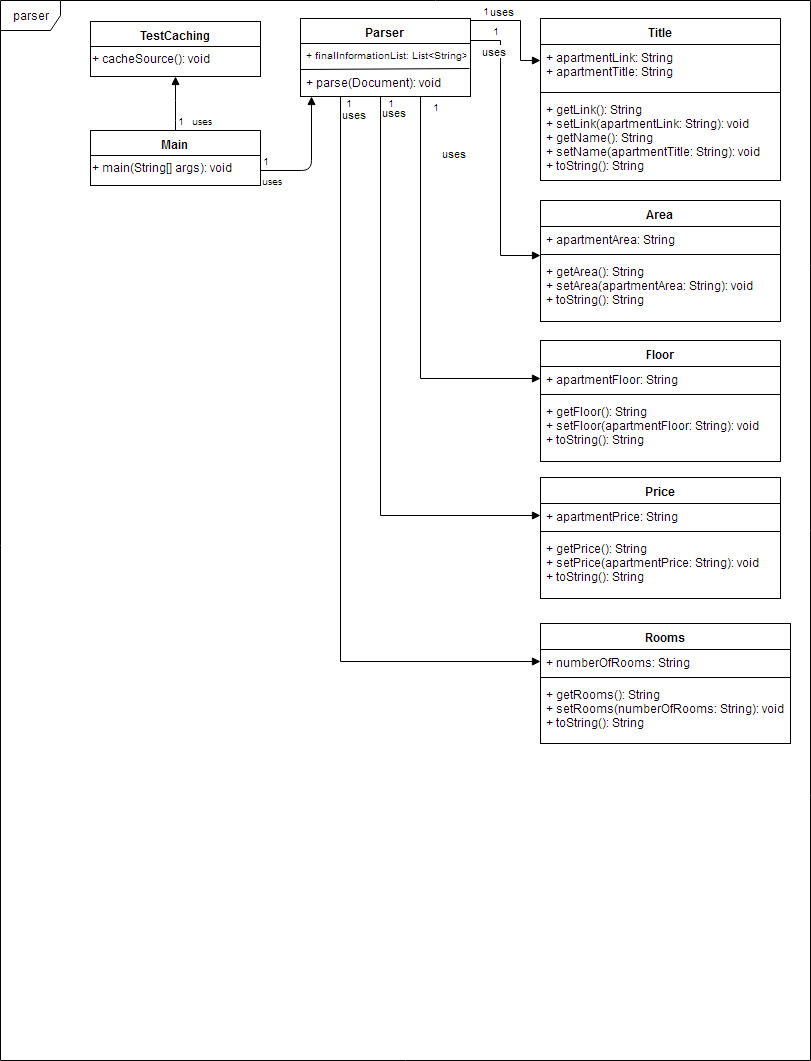 parser
TestCaching
+ cacheSource(): void
1 uses
Main
+ main(String[] args): void
1
uses
Parser
+ finalInformationList: List<String>
+ parse(Document): void
1 uses
1
uses
1
uses
1
uses
1
uses
Title
+ apartmentLink: String
+ apartmentTitle: String
+ getLink(): String
+ setLink(apartmentLink: String): void
+ getName(): String
+ setName(apartmentTitle: String): void
+ toString(): String
Area
+ apartmentArea: String
+ getArea(): String
+ setArea(apartmentArea: String): void
+ toString(): String
Floor
+ apartmentFloor: String
+ getFloor(): String
+ setFloor(apartmentFloor: String): void
+ toString(): String
Price
+ apartmentPrice: String
+ getPrice(): String
+ setPrice(apartmentPrice: String): void
+ toString(): String
Rooms
+ numberOfRooms: String
+ getRooms(): String
+ setRooms(numberOfRooms: String): void
+ toString(): String